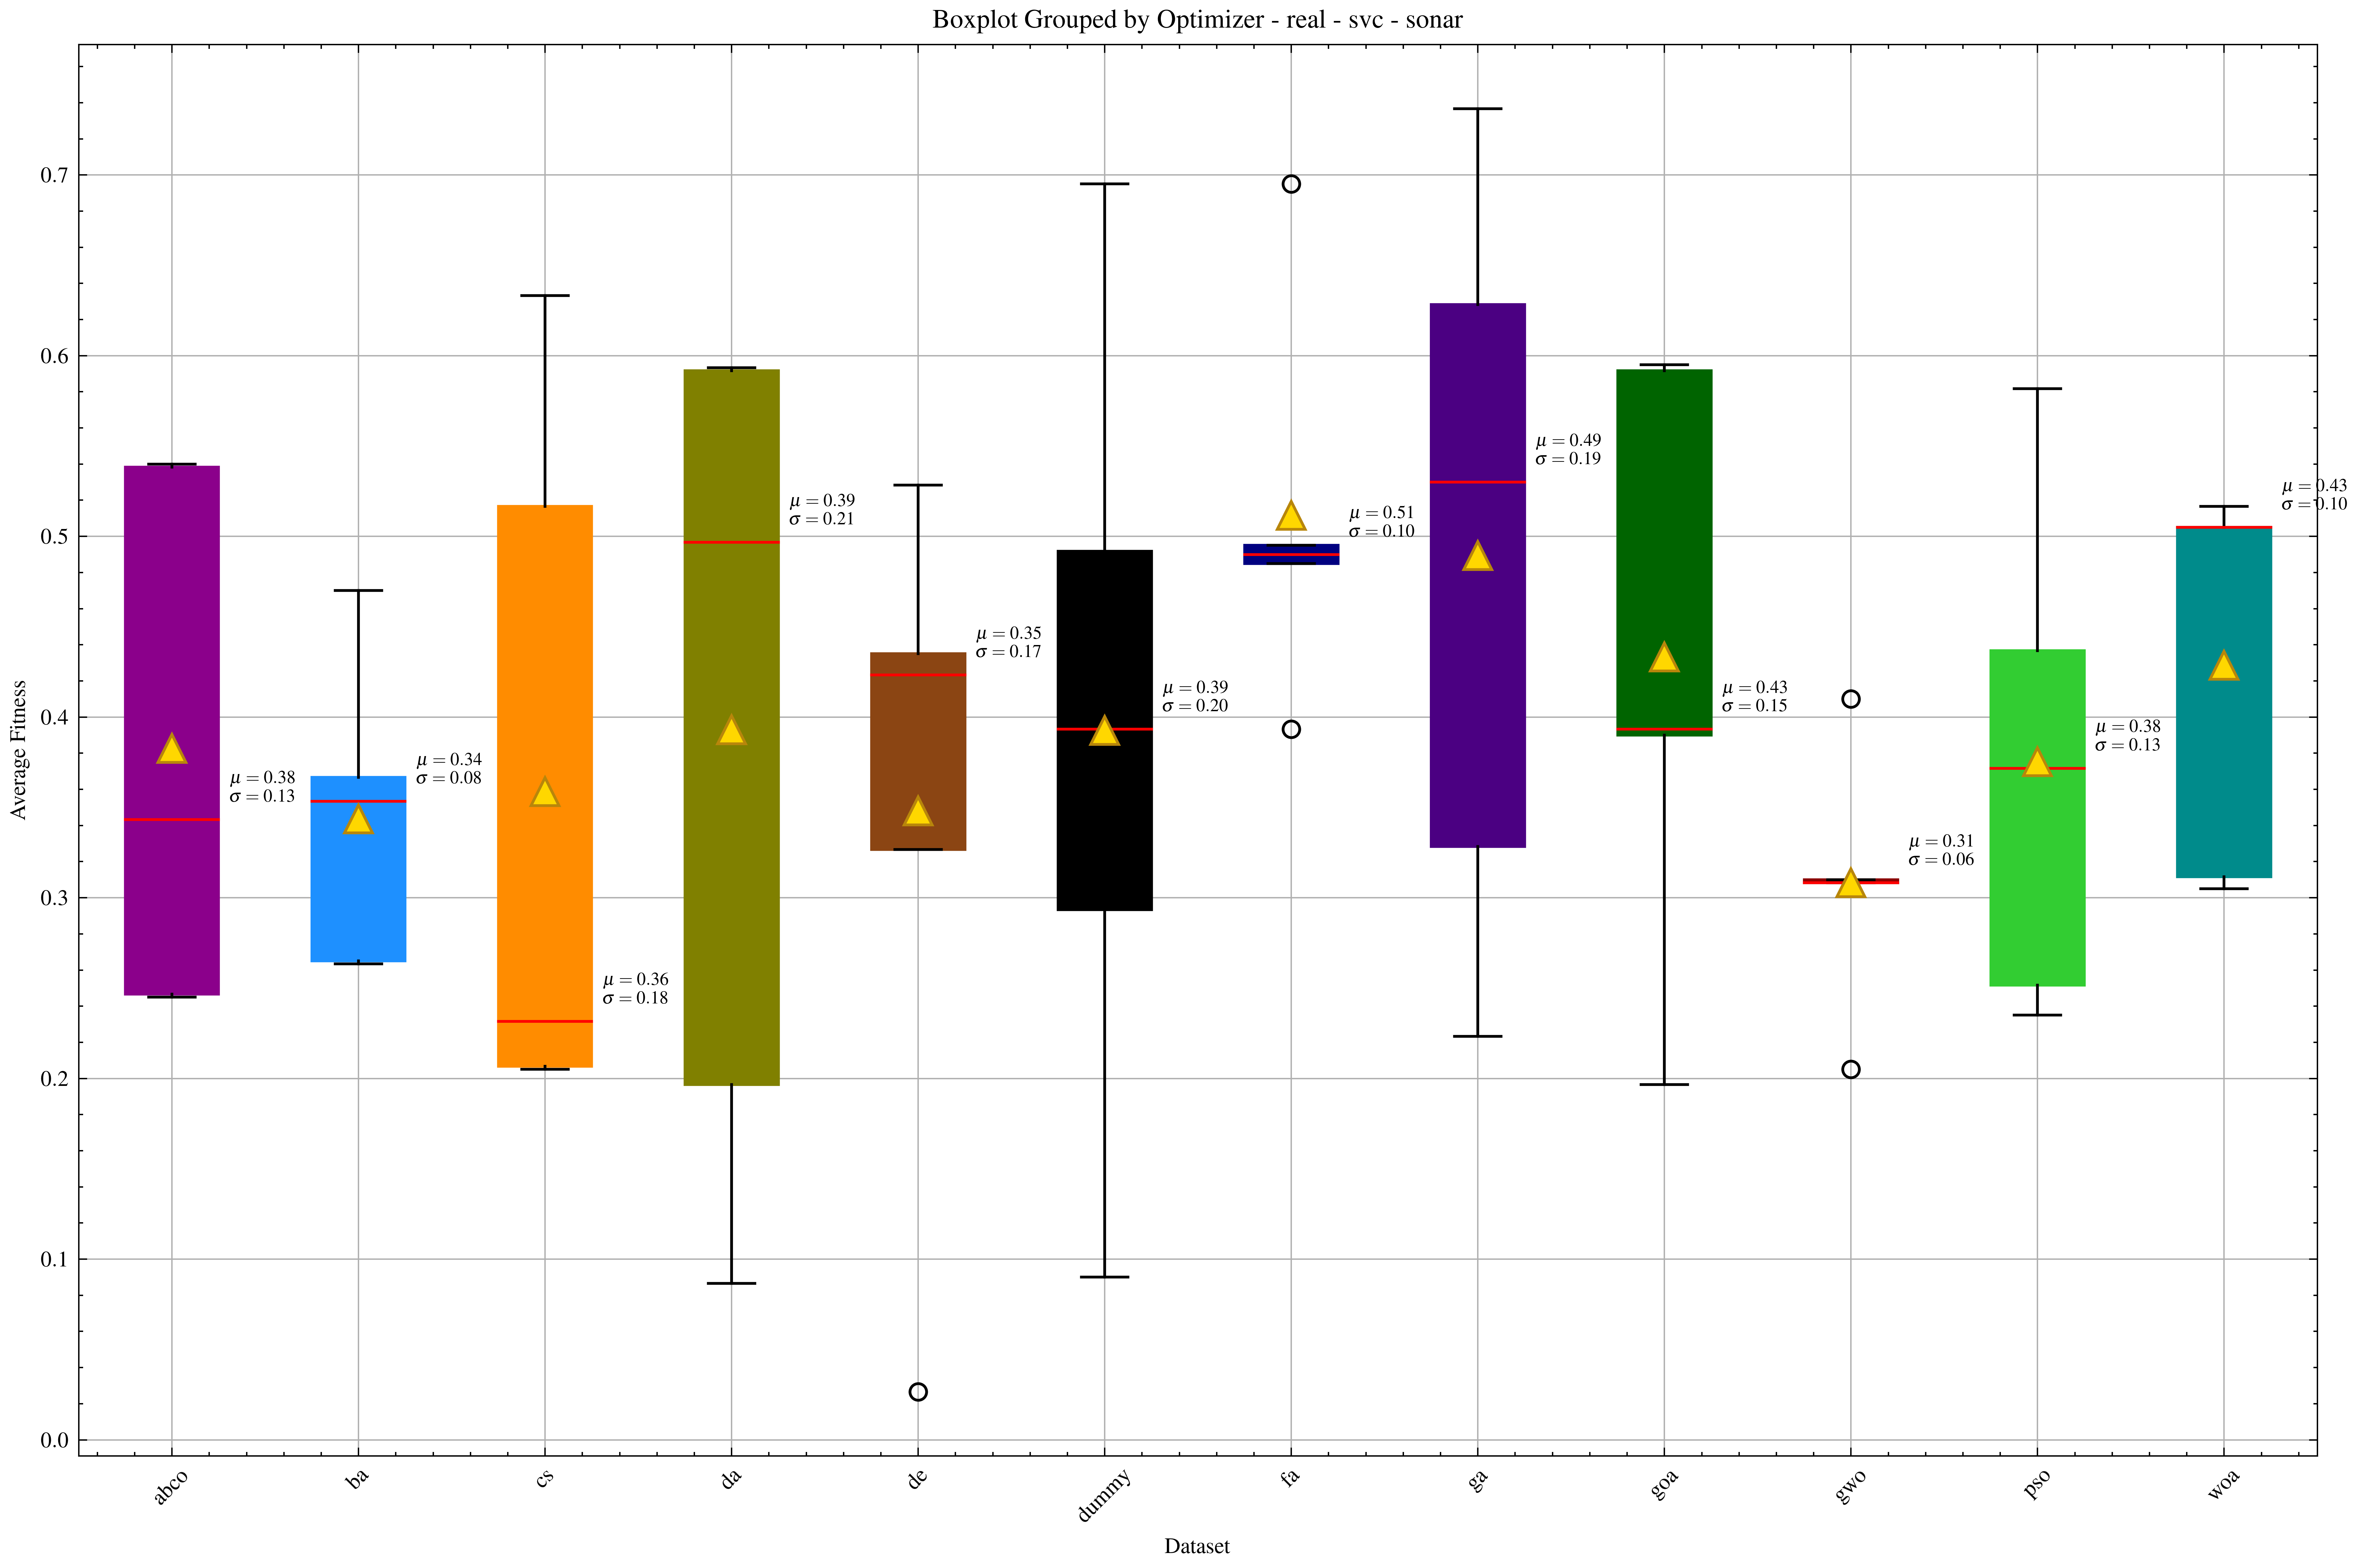 Boxplot Grouped by Optimizer - real - svc - sonar
Average Fitness
0.7
0.6
0.5
0.4
0.3
0.2
0.1
0.0
μ = 0.38
σ = 0.13
μ = 0.34
σ = 0.08
μ = 0.36
σ = 0.18
μ = 0.39
σ = 0.21
μ = 0.35
σ = 0.17
μ = 0.39
σ = 0.20
μ = 0.51
σ = 0.10
μ = 0.49
σ = 0.19
μ = 0.43
σ = 0.15
μ = 0.31
σ = 0.06
μ = 0.38
σ = 0.13
μ = 0.43
σ = 0.10
abco
ba
cs
da
de
dummy
fa
ga
goa
gwo
pso
woa
Dataset